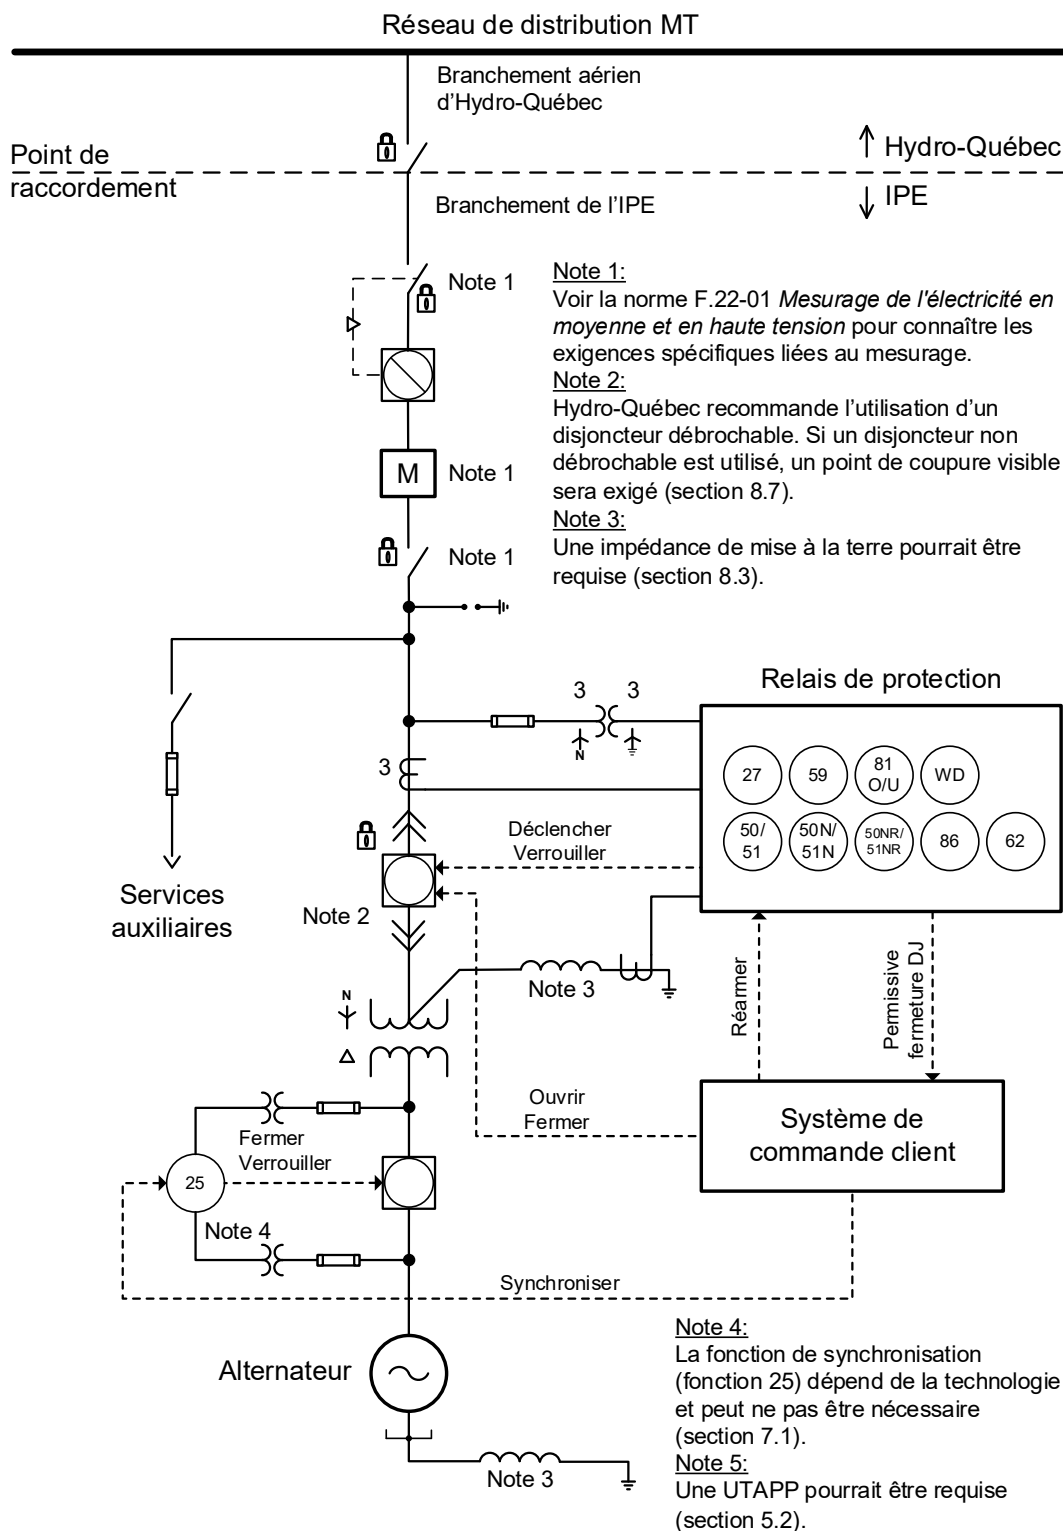 Réseau de distribution MT
Branchement aérien
d'Hydro-Québec
Point de
raccordement
Hydro-Québec
IPE
Branchement de l'IPE
Note 1
Note 1:
Voir la norme F.22-01 Mesurage de l'électricité en
moyenne et en haute tension pour connaître les
exigences spécifiques liées au mesurage.
Note 2:
Hydro-Québec recommande l'utilisation d'un
disjoncteur débrochable. Si un disjoncteur non
débrochable est utilisé, un point de coupure visible
sera exigé (section 8.7).
Note 3:
Une impédance de mise à la terre pourrait être
requise (section 8.3).
M
Note 1
Note 1
Relais de protection
3
3
N
3
27
59
81
O/U
WD
50/
51
50N/
51N
50NR/
51NR
86
62
Déclencher
Verrouiller
Services
auxiliaires
Note 2
Note 3
N
Réarmer
Permissive
fermeture DJ
Ouvrir
Fermer
Système de
commande client
Fermer
Verrouiller
25
Note 4
Synchroniser
Alternateur
Note 3
Note 4:
La fonction de synchronisation
(fonction 25) dépend de la technologie
et peut ne pas être nécessaire
(section 7.1).
Note 5:
Une UTAPP pourrait être requise
(section 5.2).